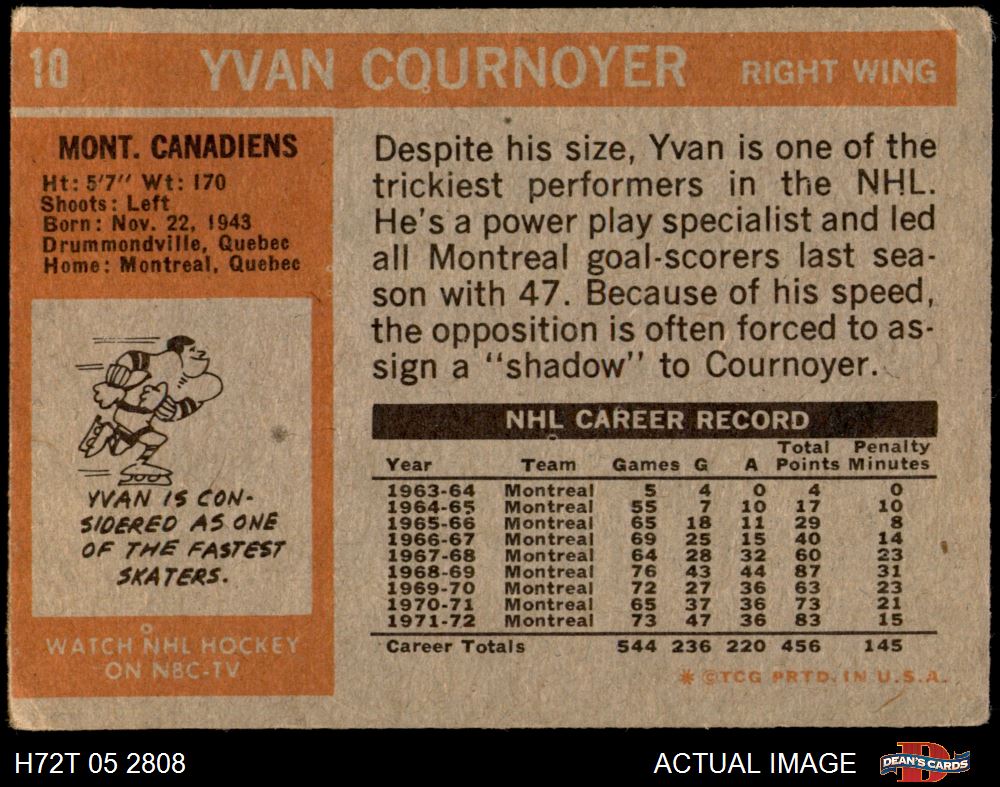 10 YVAN COURNOYER RIGHT WING
MONT. CANADIENS
Ht: 5'7" Wt: 170
Shoots: Left
Born: Nov. 22, 1943
Drummondville, Quebec
Home: Montreal, Quebec
YVAN IS CON-
SIDERED AS ONE
OF THE FASTEST
SKATERS.
WATCH NHL HOCKEY
ON NBC-TV
Despite his size, Yvan is one of the
trickiest performers in the NHL.
He's a power play specialist and led
all Montreal goal-scorers last sea-
son with 47. Because of his speed,
the opposition is often forced to as-
sign a "shadow" to Cournoyer.
NHL CAREER RECORD
Total Penalty
Year Team Games G A Points Minutes
1963-64 Montreal 5 4 0 4 0
1964-65 Montreal 55 7 10 17 10
1965-66 Montreal 65 18 11 29 8
1966-67 Montreal 69 25 15 40 14
1967-68 Montreal 64 28 32 60 23
1968-69 Montreal 76 43 44 87 31
1969-70 Montreal 72 27 36 63 23
1970-71 Montreal 65 37 36 73 21
1971-72 Montreal 73 47 36 83 15
Career Totals 544 236 220 456 145
* ©TCG PRTD. IN U.S.A.
H72T 05 2808 ACTUAL IMAGE DEAN'S CARDS